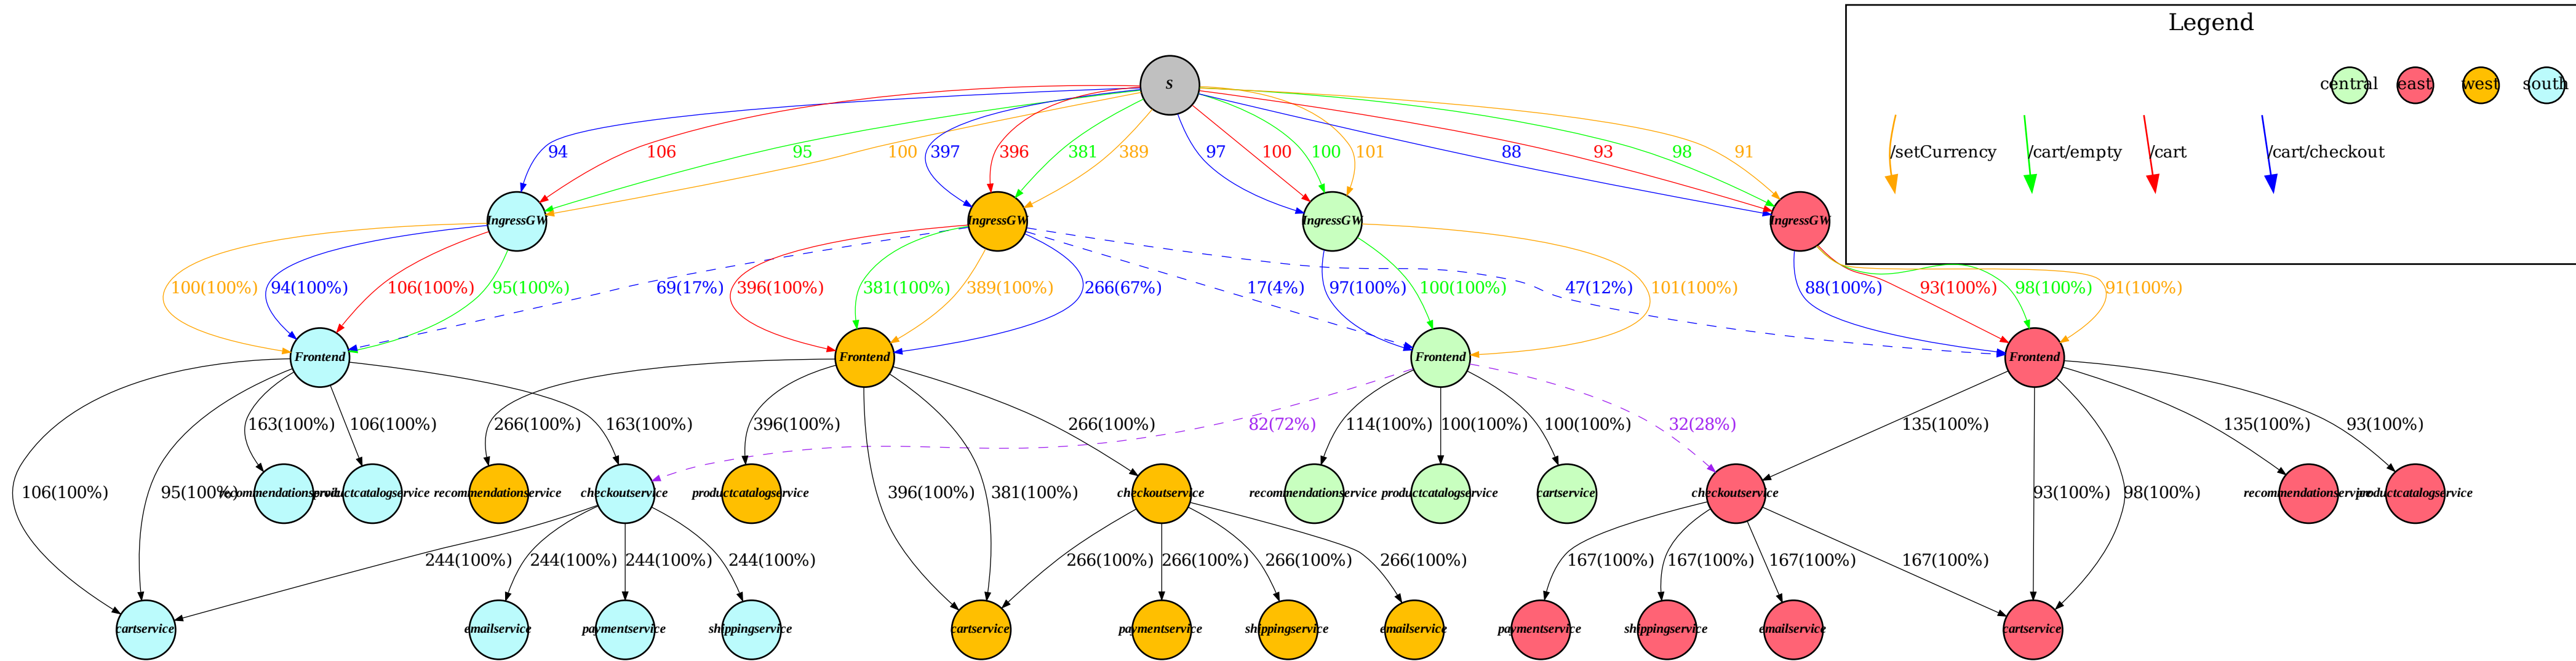 Legend
S
central
east
west
south
94
106
95
100
397
396
381
389
97
100
100
101
88
93
98
91
/setCurrency
/cart/empty
/cart
/cart/checkout
IngressGW
IngressGW
IngressGW
IngressGW
100(100%)
94(100%)
106(100%)
95(100%)
69(17%)
396(100%)
381(100%)
389(100%)
266(67%)
17(4%)
97(100%)
100(100%)
47(12%)
101(100%)
88(100%)
93(100%)
98(100%)
91(100%)
Frontend
Frontend
Frontend
Frontend
163(100%)
106(100%)
266(100%)
163(100%)
396(100%)
266(100%)
82(72%)
114(100%)
100(100%)
100(100%)
32(28%)
135(100%)
135(100%)
93(100%)
106(100%)
95(100%)
recommendationservice
productcatalogservice
recommendationservice
checkoutservice
productcatalogservice
396(100%)
381(100%)
checkoutservice
recommendationservice
productcatalogservice
cartservice
checkoutservice
93(100%)
98(100%)
recommendationservice
productcatalogservice
244(100%)
244(100%)
244(100%)
244(100%)
266(100%)
266(100%)
266(100%)
266(100%)
167(100%)
167(100%)
167(100%)
167(100%)
cartservice
emailservice
paymentservice
shippingservice
cartservice
paymentservice
shippingservice
emailservice
paymentservice
shippingservice
emailservice
cartservice